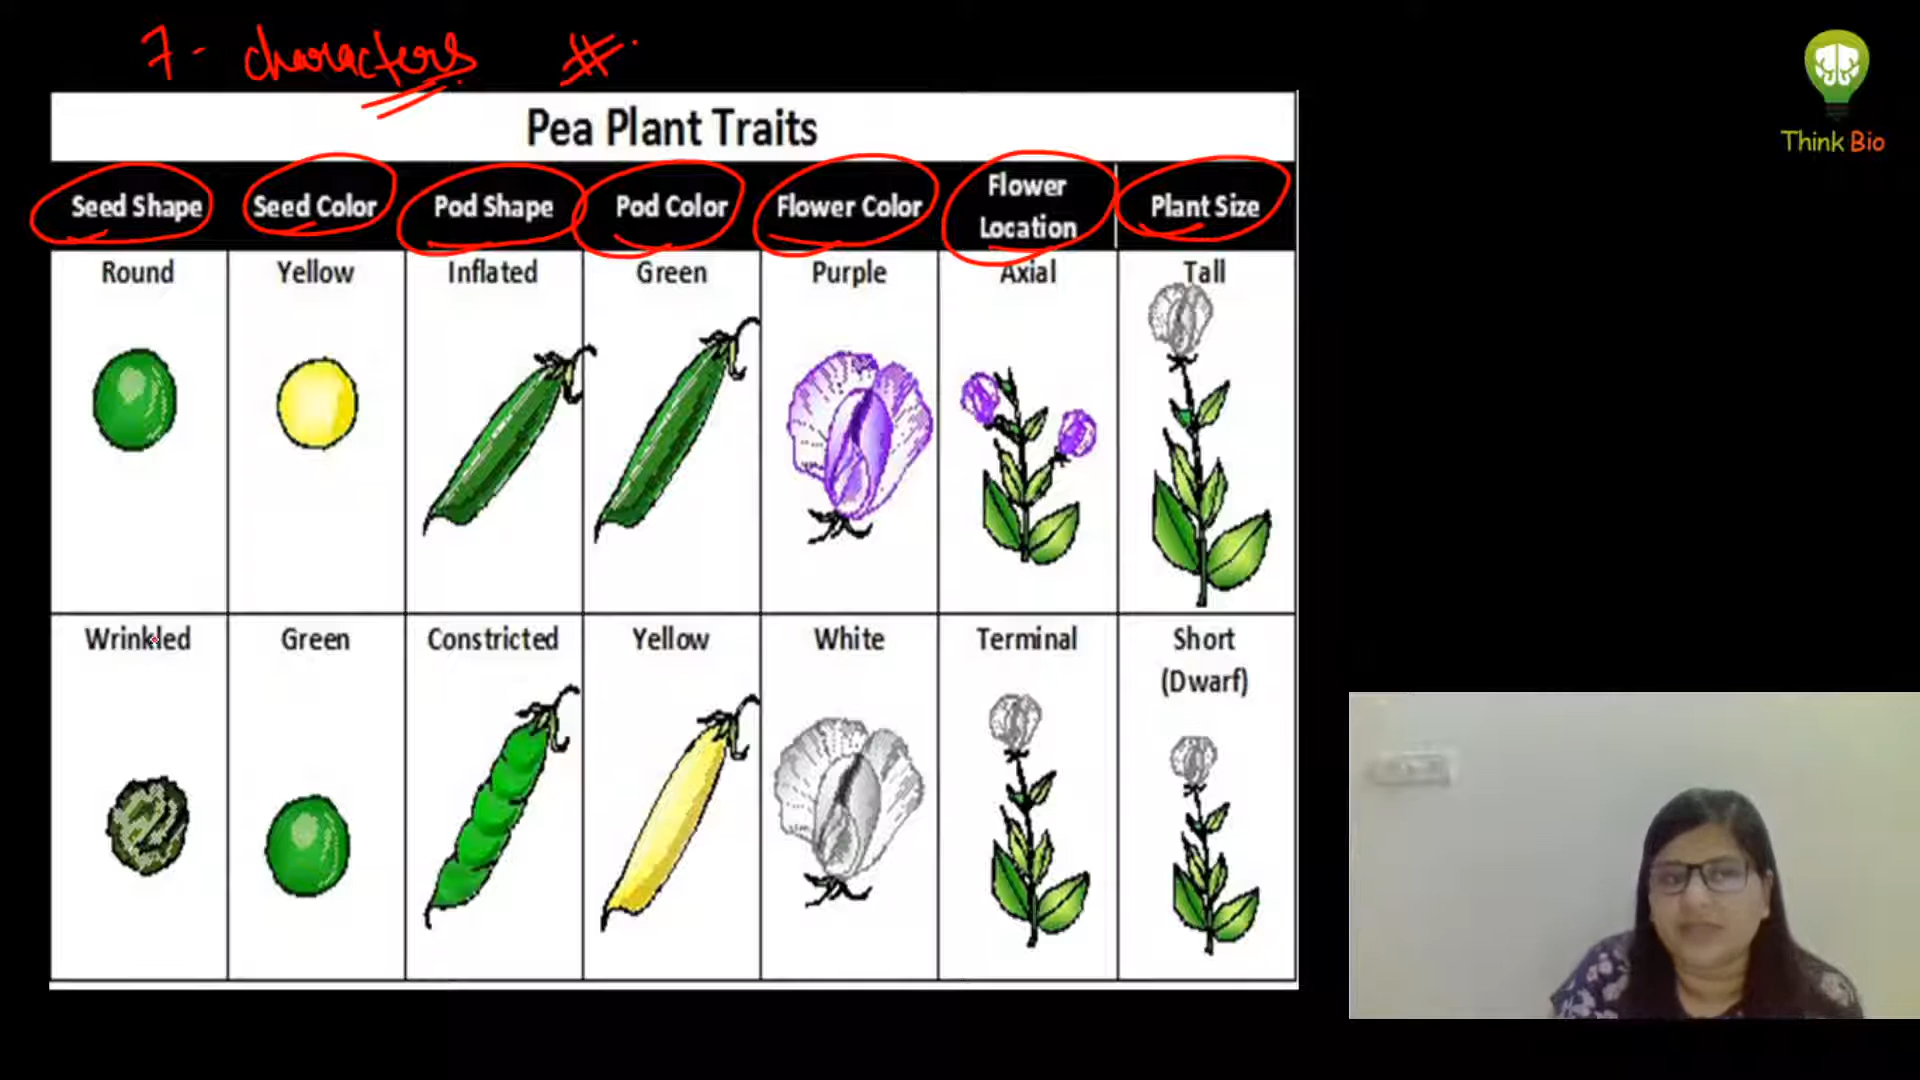 7 - characters #
Pea Plant Traits
Seed Shape Seed Color Pod Shape Pod Color Flower Color Flower Location Plant Size
Round Yellow Inflated Green Purple Axial Tall
Wrinkled Green Constricted Yellow White Terminal Short (Dwarf)
Think Bio